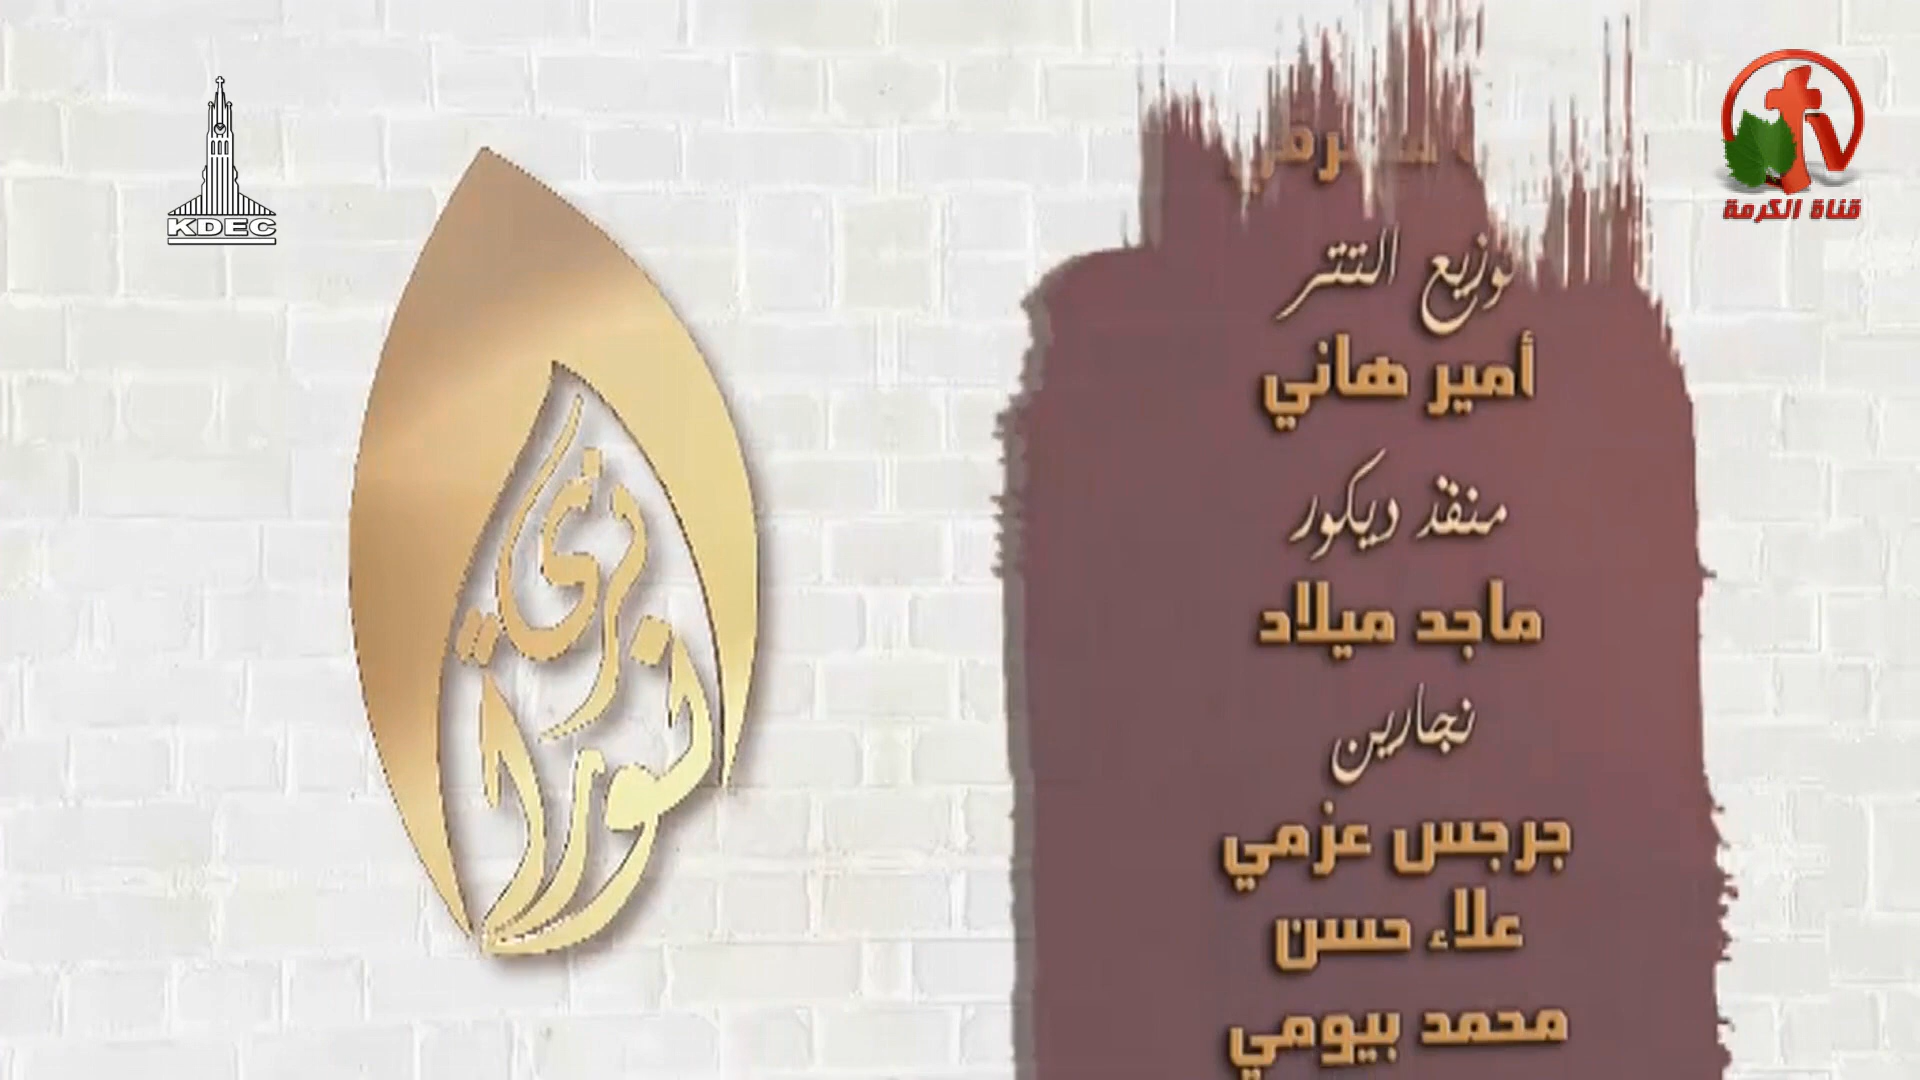 KDEC
قناة الكرمة
توزيع التتر
أمير هاني
منفذ ديكور
ماجد ميلاد
نجارين
جرجس عزمي
علاء حسن
محمد بيومي